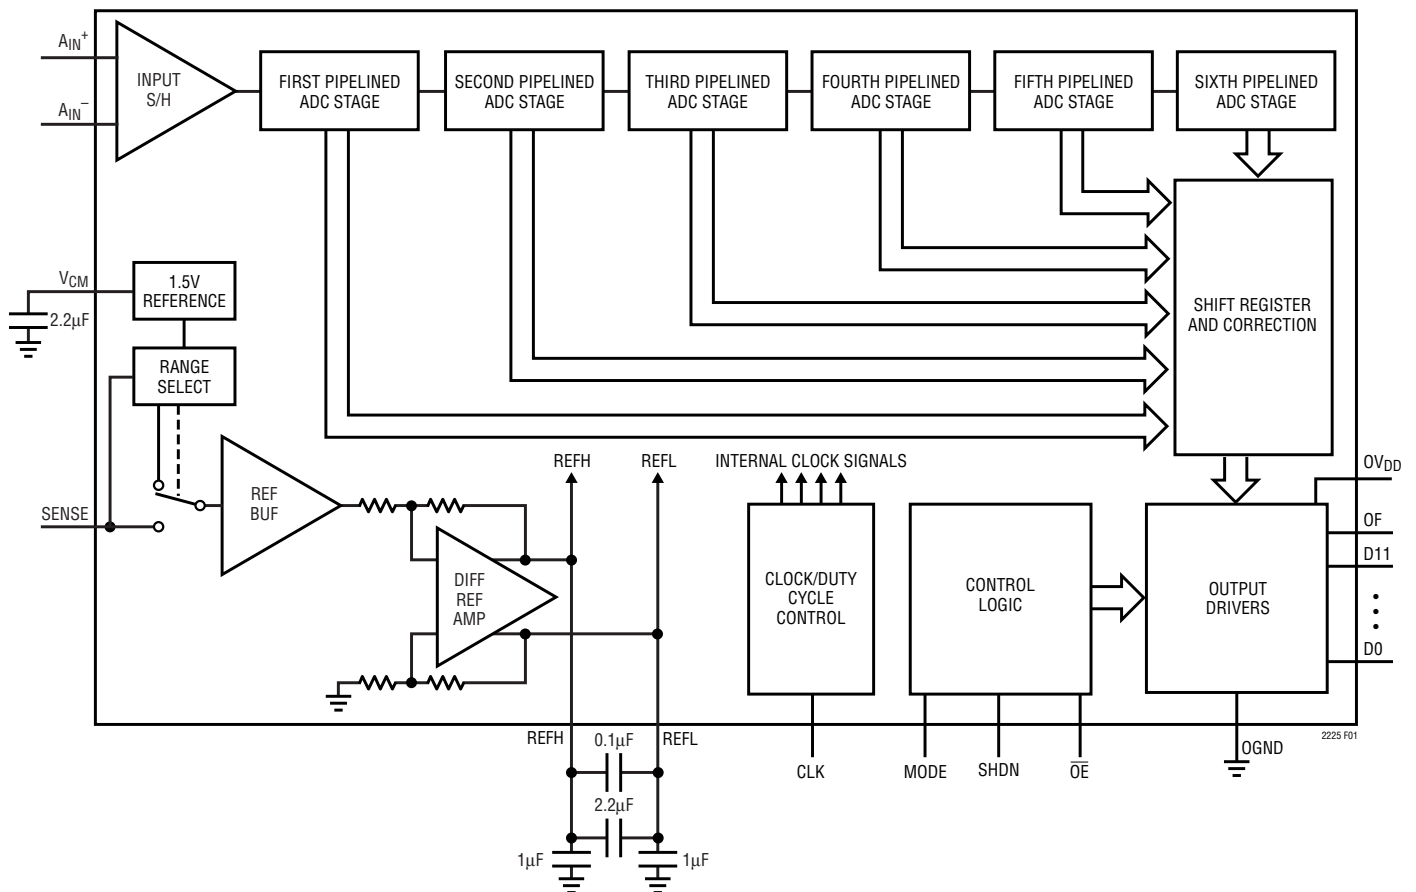 AIN+
AIN–
INPUT
S/H
FIRST PIPELINED
ADC STAGE
SECOND PIPELINED
ADC STAGE
THIRD PIPELINED
ADC STAGE
FOURTH PIPELINED
ADC STAGE
FIFTH PIPELINED
ADC STAGE
SIXTH PIPELINED
ADC STAGE
VCM
2.2µF
1.5V
REFERENCE
RANGE
SELECT
SHIFT REGISTER
AND CORRECTION
SENSE
REF
BUF
DIFF
REF
AMP
REFH
REFL
INTERNAL CLOCK SIGNALS
CLOCK/DUTY
CYCLE
CONTROL
CONTROL
LOGIC
OUTPUT
DRIVERS
OVDD
OF
D11
D0
REFH
0.1µF
REFL
2.2µF
1µF
1µF
CLK
MODE
SHDN
O̅E̅
OGND
2225 F01